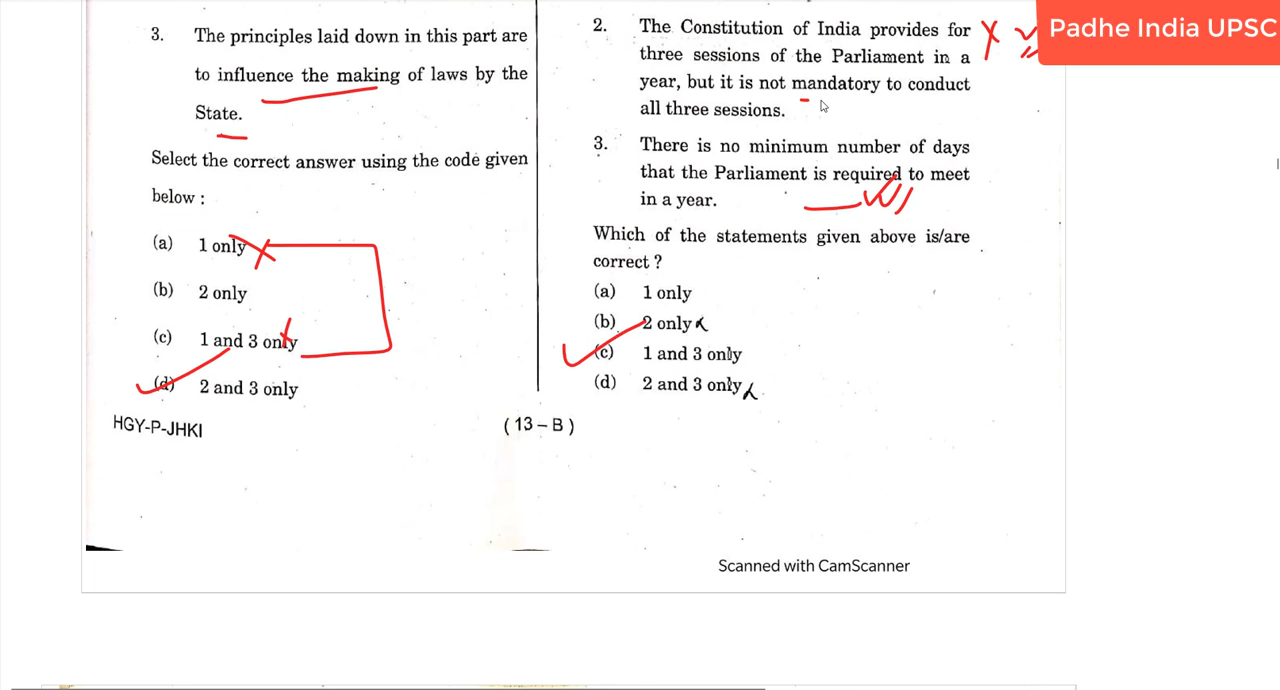 Padhe India UPSC
3. The principles laid down in this part are
to influence the making of laws by the
State.
Select the correct answer using the code given
below :
(a) 1 only
(b) 2 only
(c) 1 and 3 only
(d) 2 and 3 only
HGY-P-JHKI
2. The Constitution of India provides for
three sessions of the Parliament in a
year, but it is not mandatory to conduct
all three sessions.
3. There is no minimum number of days
that the Parliament is required to meet
in a year.
Which of the statements given above is/are
correct ?
(a) 1 only
(b) 2 only
(c) 1 and 3 only
(d) 2 and 3 only
( 13 – B )
Scanned with CamScanner